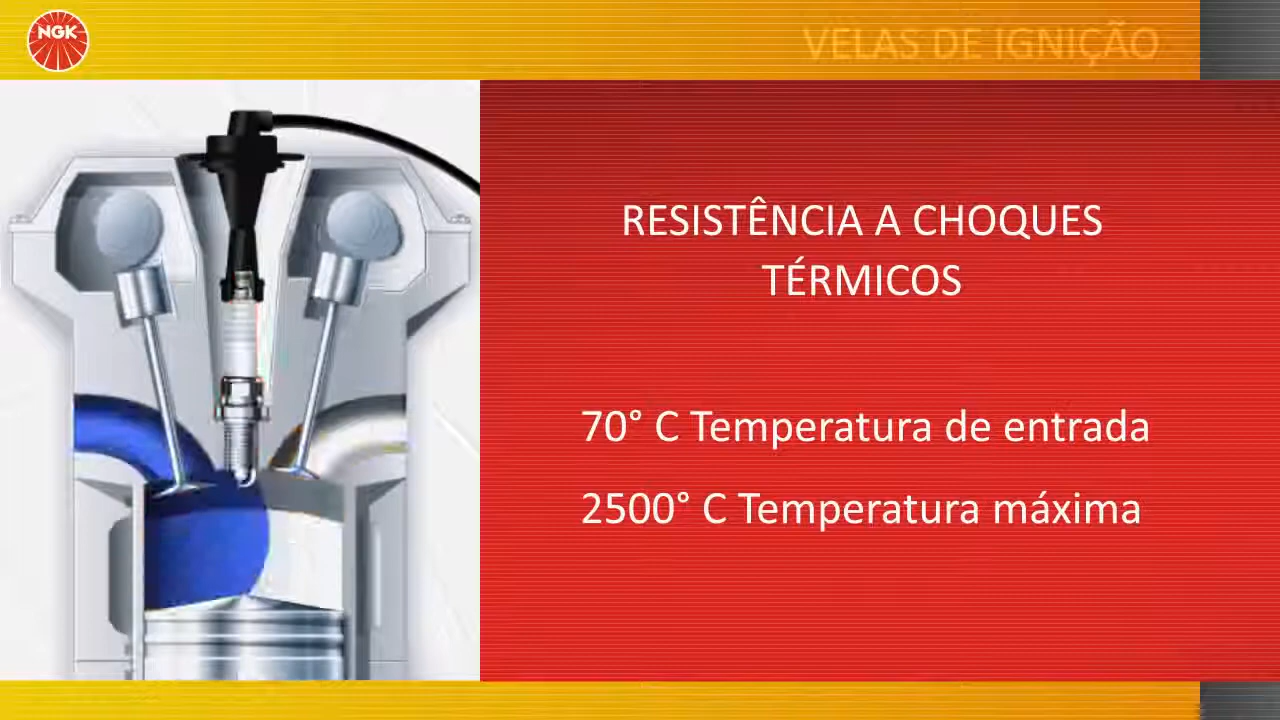 NGK
VELAS DE IGNIÇÃO
RESISTÊNCIA A CHOQUES
TÉRMICOS
70° C Temperatura de entrada
2500° C Temperatura máxima